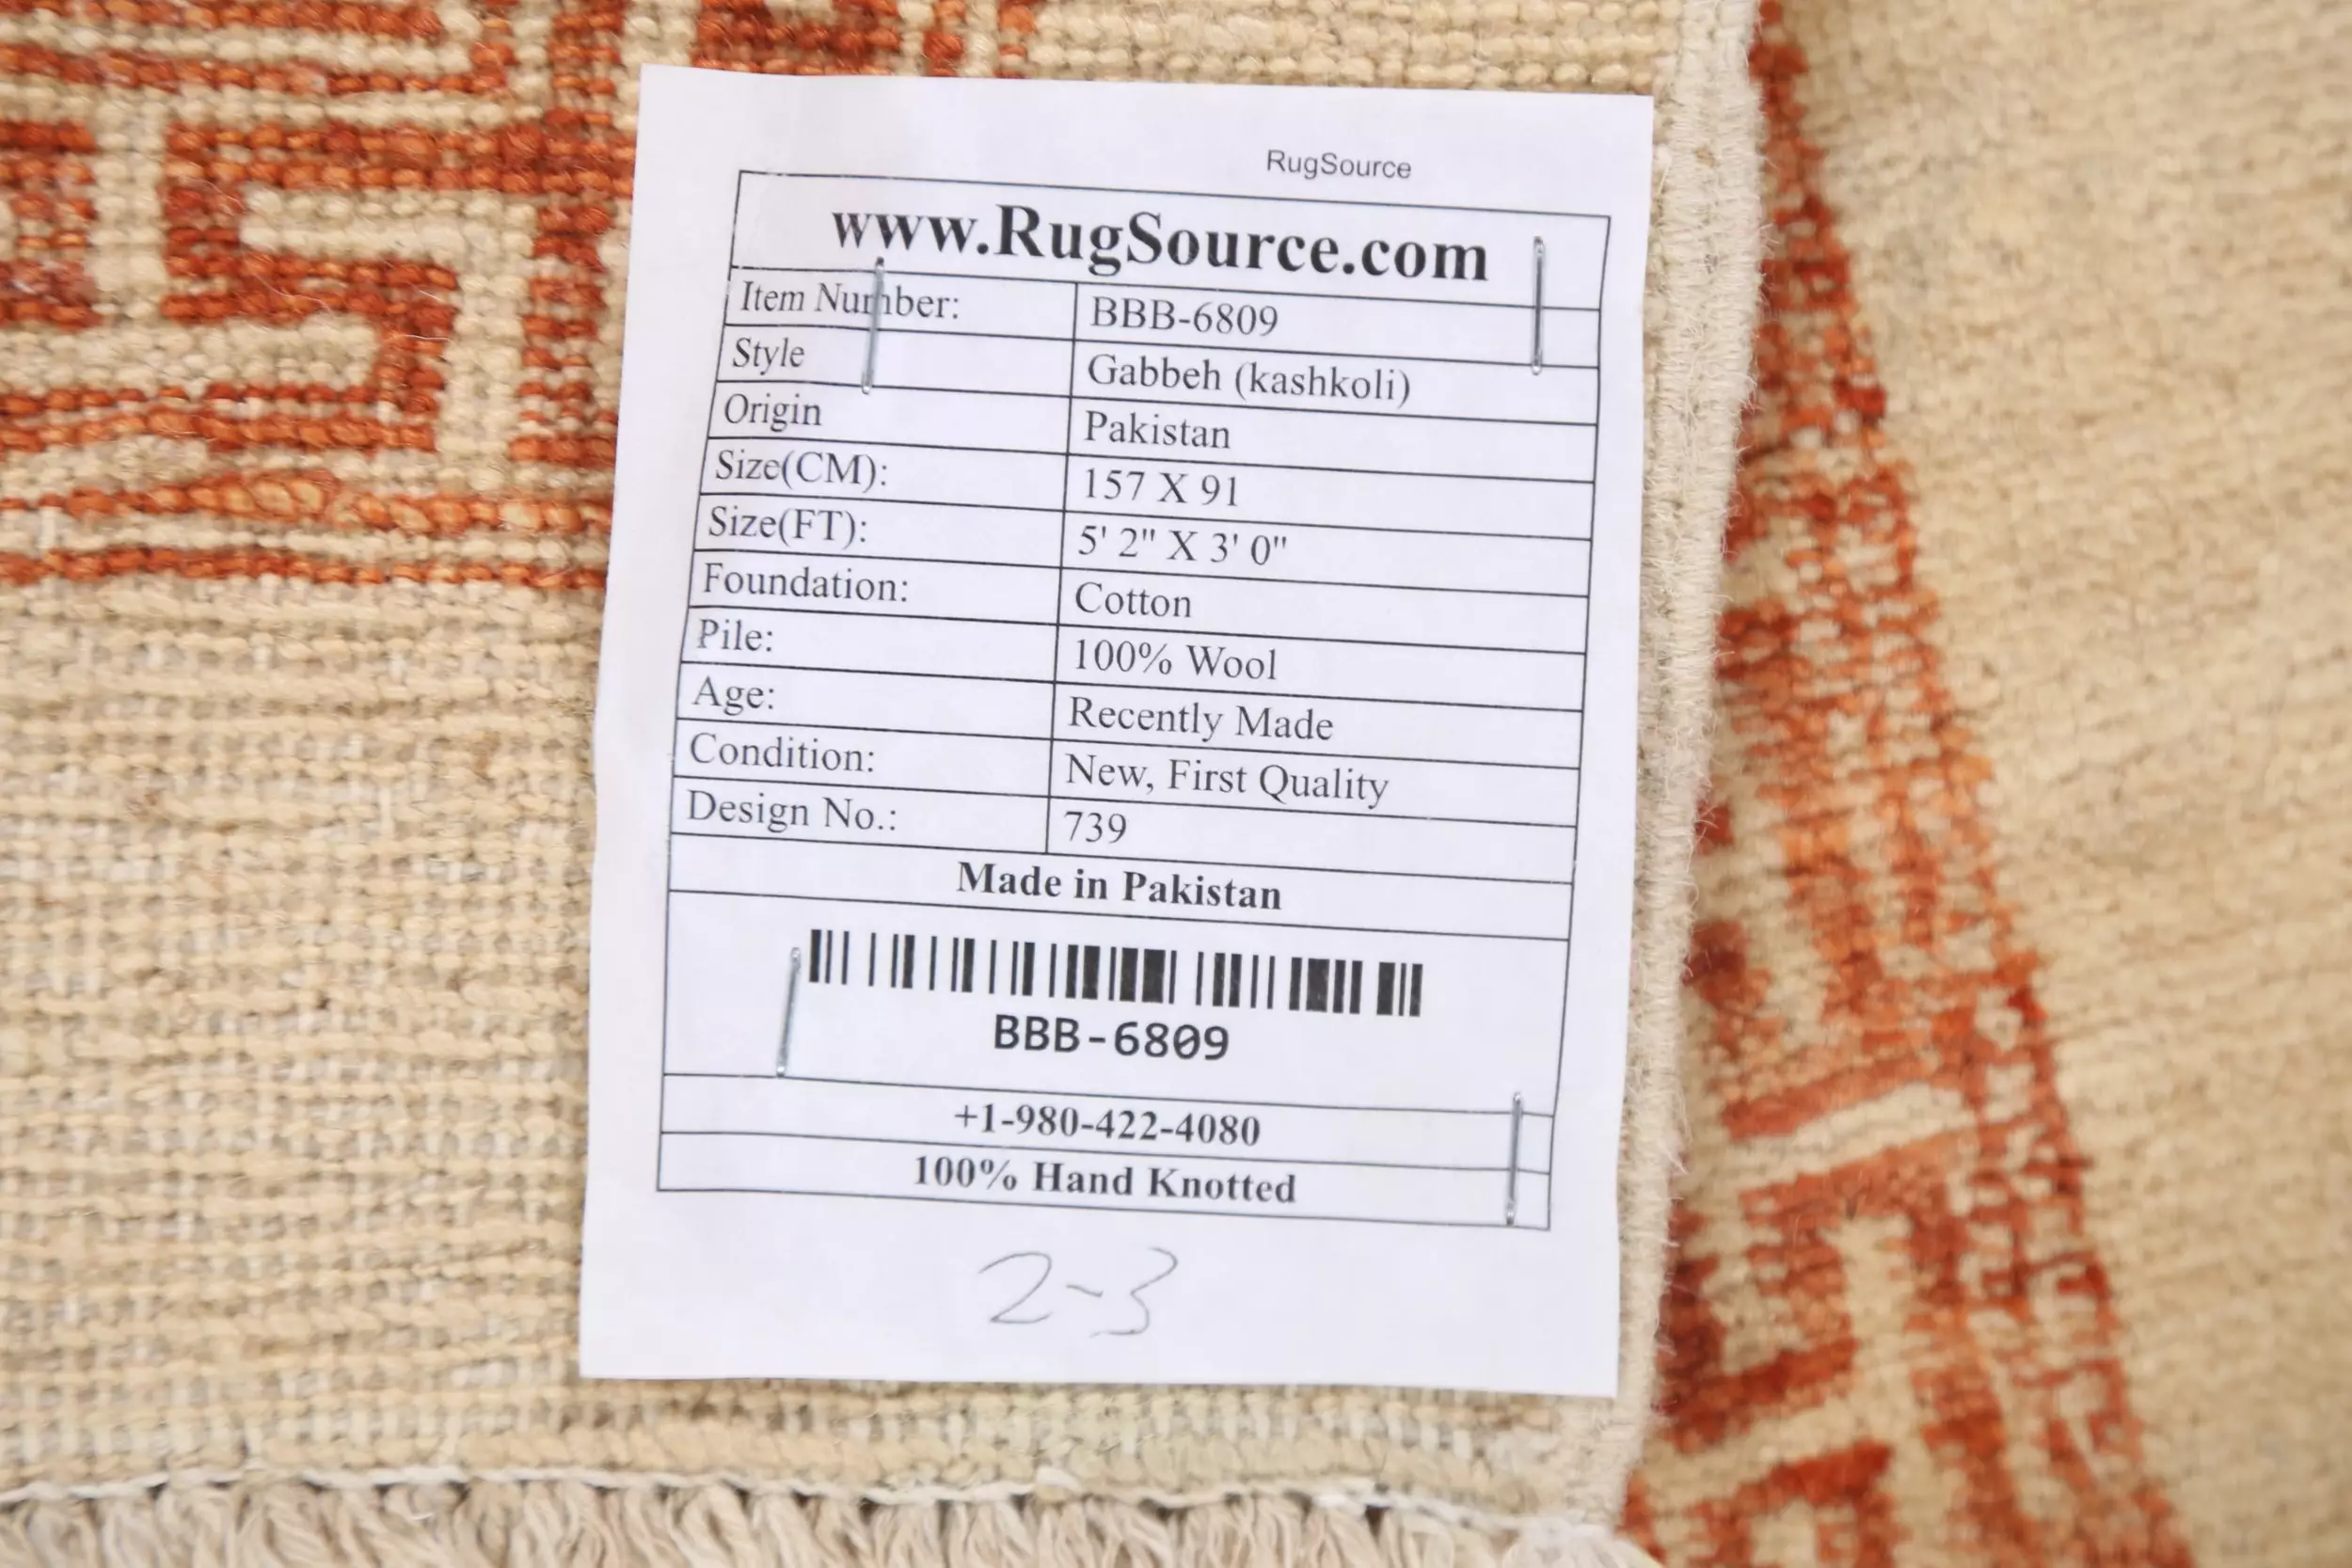 RugSource
www.RugSource.com
Item Number: BBB-6809
Style Gabbeh (kashkoli)
Origin Pakistan
Size(CM): 157 X 91
Size(FT): 5' 2" X 3' 0"
Foundation: Cotton
Pile: 100% Wool
Age: Recently Made
Condition: New, First Quality
Design No.: 739
Made in Pakistan
BBB-6809
+1-980-422-4080
100% Hand Knotted
2-3